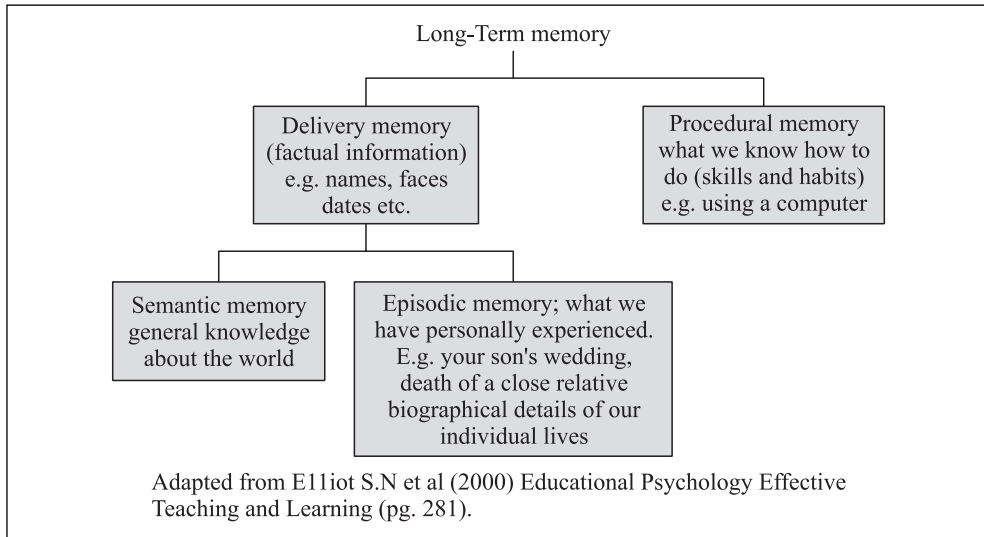 Long-Term memory
Delivery memory
(factual information)
e.g. names, faces
dates etc.
Procedural memory
what we know how to
do (skills and habits)
e.g. using a computer
Semantic memory
general knowledge
about the world
Episodic memory; what we
have personally experienced.
E.g. your son's wedding,
death of a close relative
biographical details of our
individual lives
Adapted from E11iot S.N et al (2000) Educational Psychology Effective
Teaching and Learning (pg. 281).